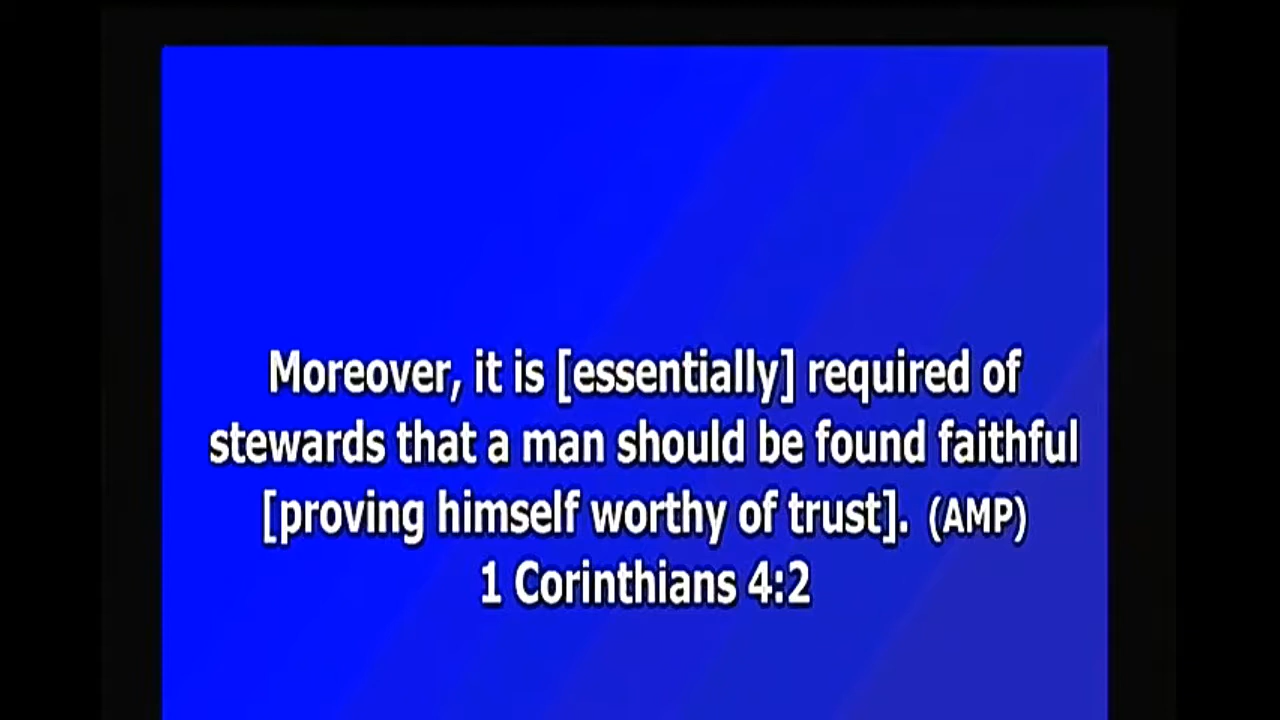 Moreover, it is [essentially] required of
stewards that a man should be found faithful
[proving himself worthy of trust]. (AMP)
1 Corinthians 4:2